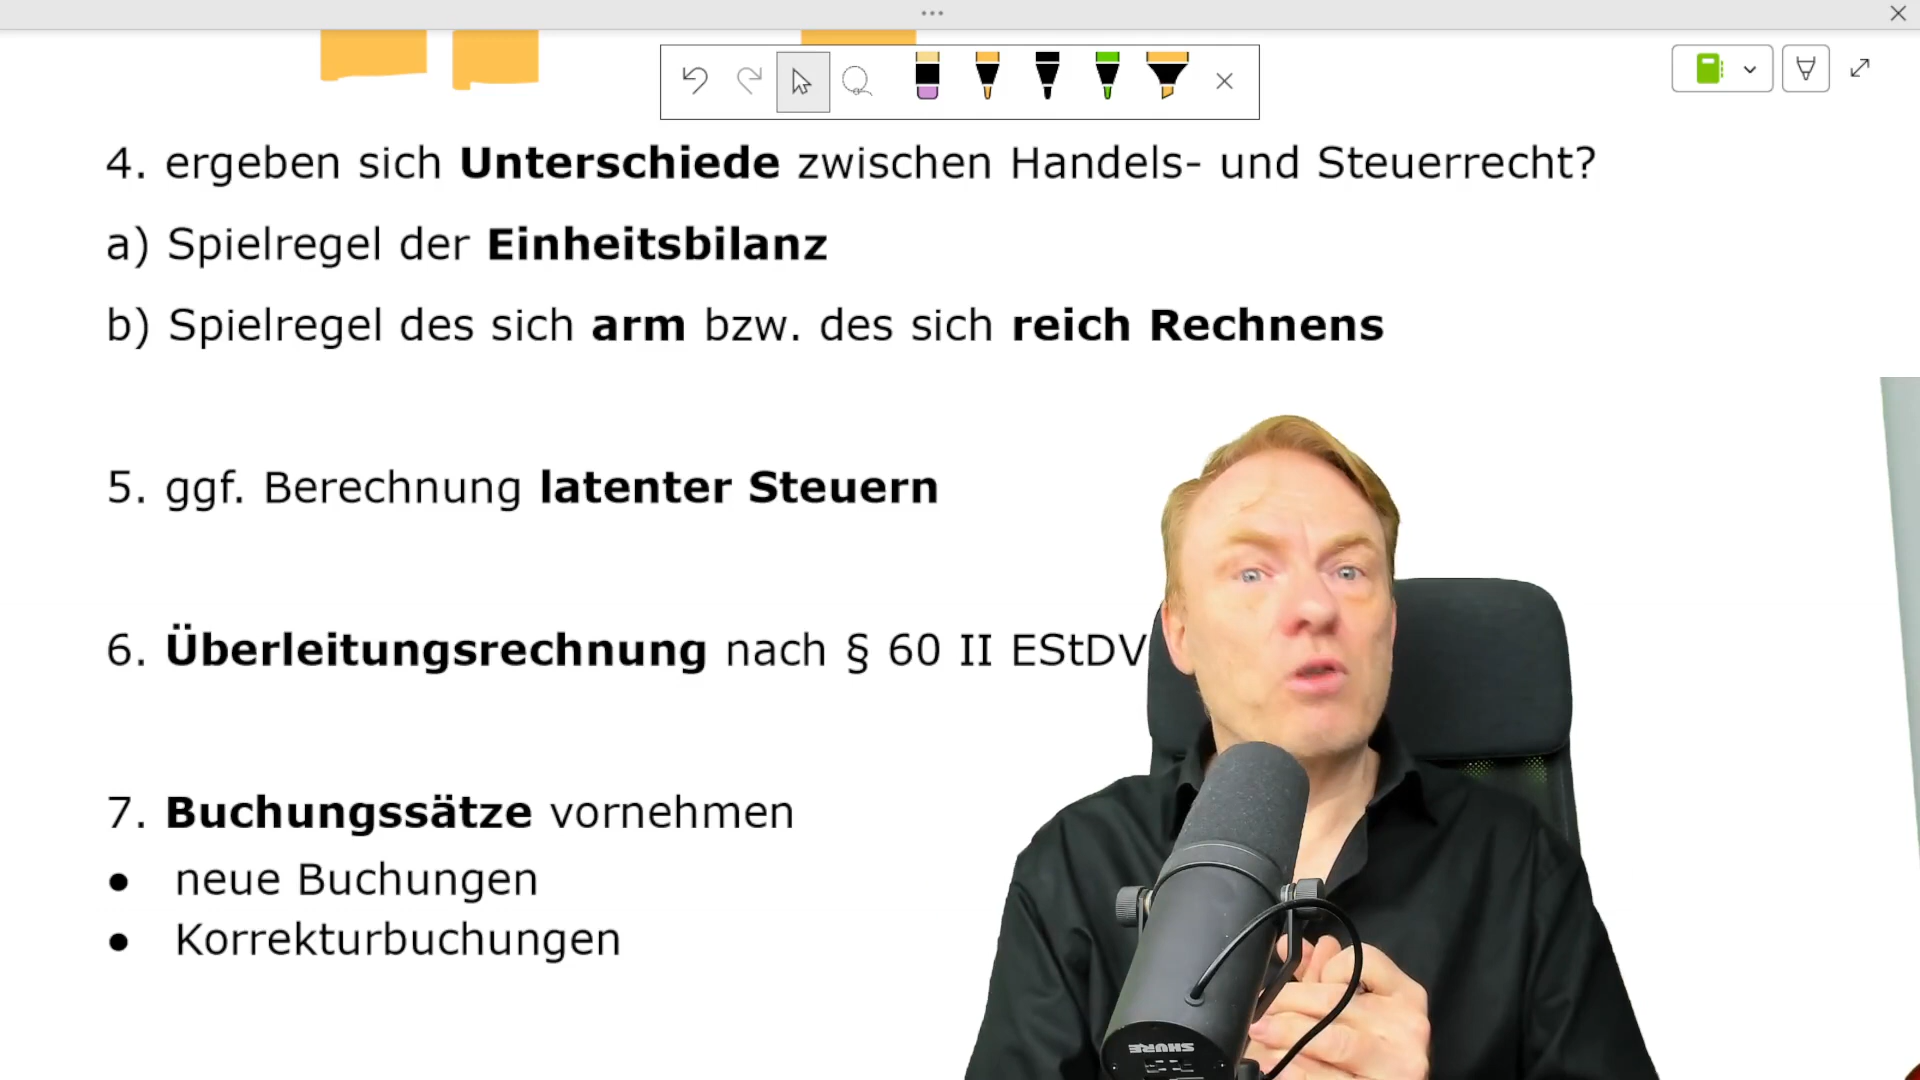 4. ergeben sich Unterschiede zwischen Handels- und Steuerrecht?
a) Spielregel der Einheitsbilanz
b) Spielregel des sich arm bzw. des sich reich Rechnens
5. ggf. Berechnung latenter Steuern
6. Überleitungsrechnung nach § 60 II EStDV
7. Buchungssätze vornehmen
● neue Buchungen
● Korrekturbuchungen
SHURE